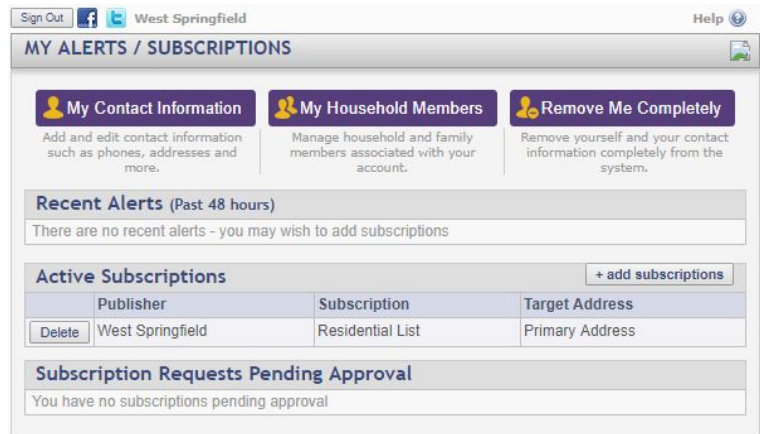 Sign Out f t West Springfield Help ?
MY ALERTS / SUBSCRIPTIONS
My Contact Information My Household Members Remove Me Completely
Add and edit contact information Manage household and family Remove yourself and your contact
such as phones, addresses and members associated with your information completely from the
more. account. system.
Recent Alerts (Past 48 hours)
There are no recent alerts - you may wish to add subscriptions
Active Subscriptions + add subscriptions
Publisher Subscription Target Address
Delete West Springfield Residential List Primary Address
Subscription Requests Pending Approval
You have no subscriptions pending approval